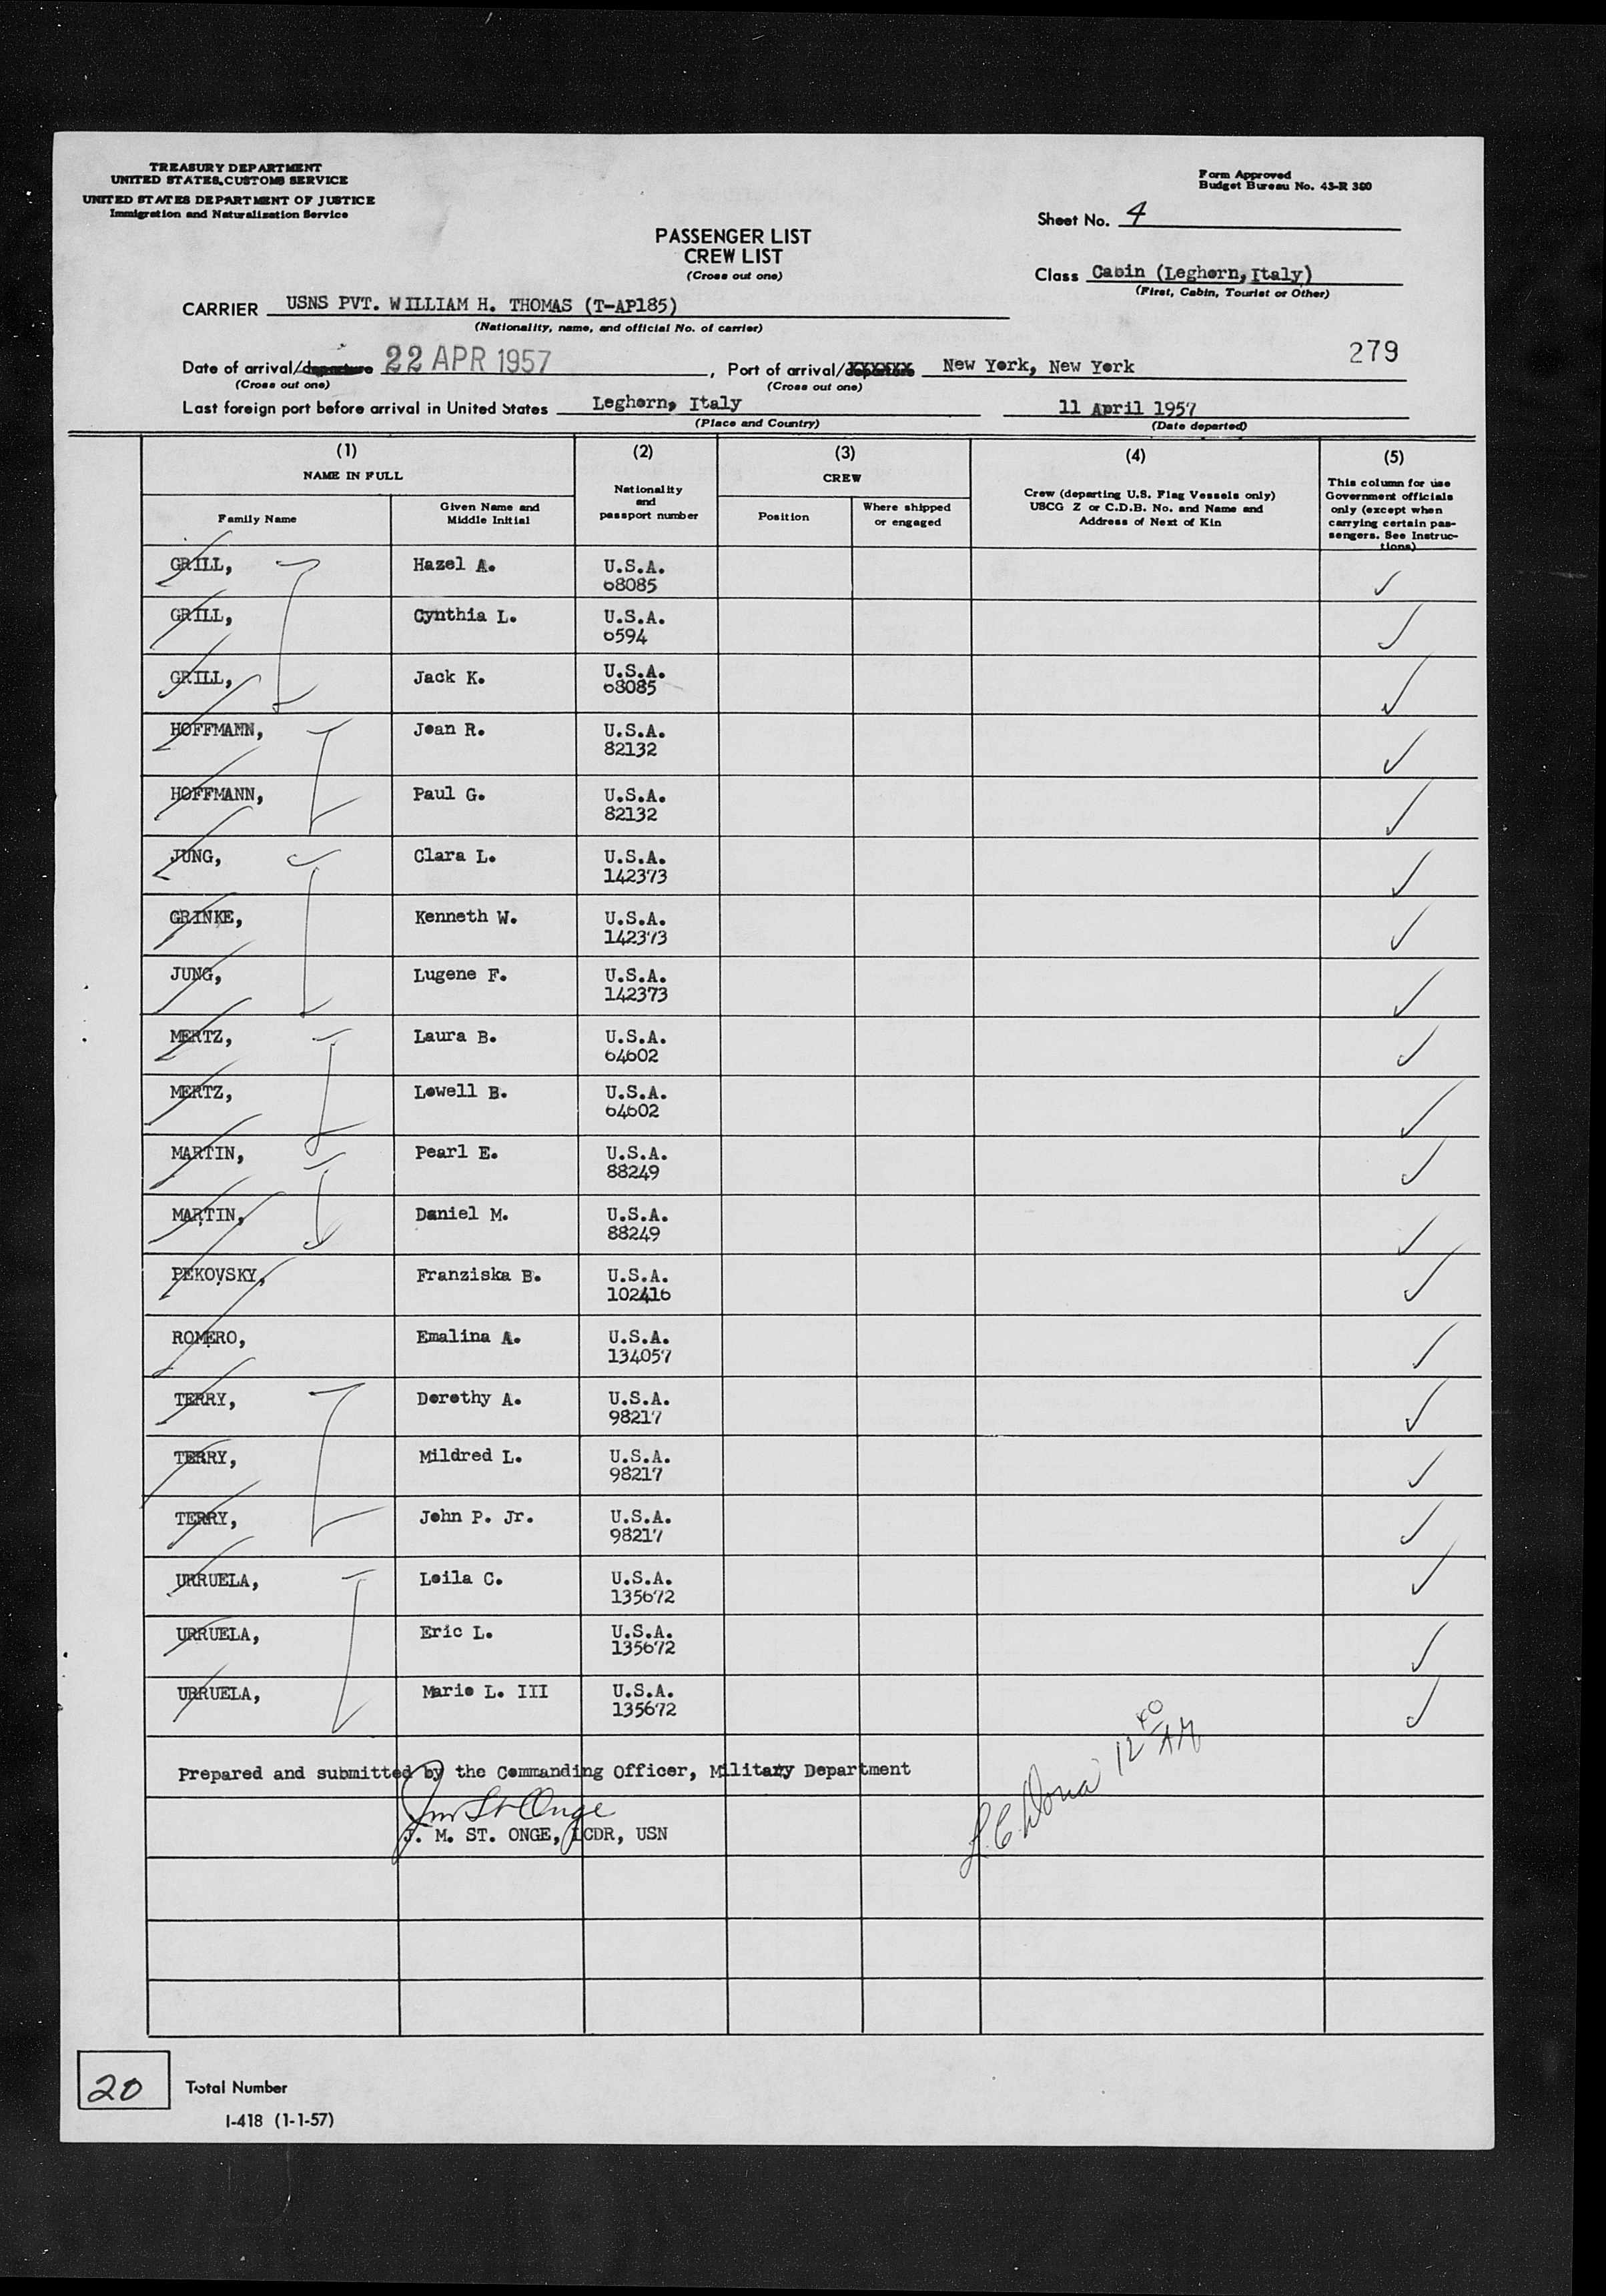 TREASURY DEPARTMENT
UNITED STATES CUSTOMS SERVICE
UNITED STATES DEPARTMENT OF JUSTICE
Immigration and Naturalization Service
Form Approved
Budget Bureau No. 43-R 380
Sheet No. 4
PASSENGER LIST
CREW LIST
(Cross out one)
Class Cabin (Leghorn, Italy)
(First, Cabin, Tourist or Other)
CARRIER USNS PVT. WILLIAM H. THOMAS (T-AP185)
(Nationality, name, and official No. of carrier)
279
Date of arrival/departure 22 APR 1957, Port of arrival/departure New York, New York
(Cross out one) (Cross out one)
Last foreign port before arrival in United States Leghorn, Italy 11 April 1957
(Place and Country) (Date departed)
(1) (2) (3) (4) (5)
NAME IN FULL
Family Name
Given Name and
Middle Initial
Nationality
and
passport number
CREW
Position
Where shipped
or engaged
Crew (departing U.S. Flag Vessels only)
USCG Z or C.D.B. No. and Name and
Address of Next of Kin
This column for use
Government officials
only (except when
carrying certain pas-
sengers. See Instruc-
tions)
GRILL, Hazel A. U.S.A.
68085
GRILL, Cynthia L. U.S.A.
6594
GRILL, Jack K. U.S.A.
68085
HOFFMANN, Jean R. U.S.A.
82132
HOFFMANN, Paul G. U.S.A.
82132
JUNG, Clara L. U.S.A.
142373
GRINKE, Kenneth W. U.S.A.
142373
JUNG, Lugene F. U.S.A.
142373
MERTZ, Laura B. U.S.A.
64602
MERTZ, Lowell B. U.S.A.
64602
MARTIN, Pearl E. U.S.A.
88249
MARTIN, Daniel M. U.S.A.
88249
PEKOVSKY, Franziska B. U.S.A.
102416
ROMERO, Emalina A. U.S.A.
134057
TERRY, Dorothy A. U.S.A.
98217
TERRY, Mildred L. U.S.A.
98217
TERRY, John P. Jr. U.S.A.
98217
URRUELA, Leila C. U.S.A.
135672
URRUELA, Eric L. U.S.A.
135672
URRUELA, Mario L. III U.S.A.
135672
12 40 AM
Prepared and submitted by the Commanding Officer, Military Department
J. M. ST. ONGE, LCDR, USN
20 Total Number
I-418 (1-1-57)